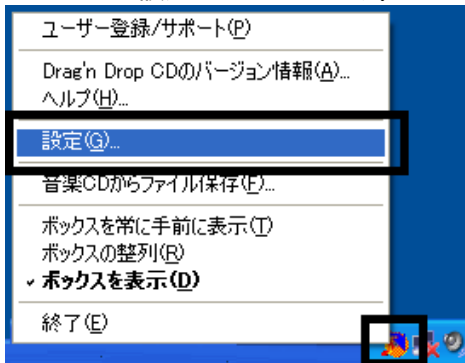 ユーザー登録/サポート(P)
Drag'n Drop CDのバージョン情報(A)...
ヘルプ(H)...
設定(G)...
音楽CDからファイル保存(F)...
ボックスを常に手前に表示(T)
ボックスの整列(R)
ボックスを表示(D)
終了(E)